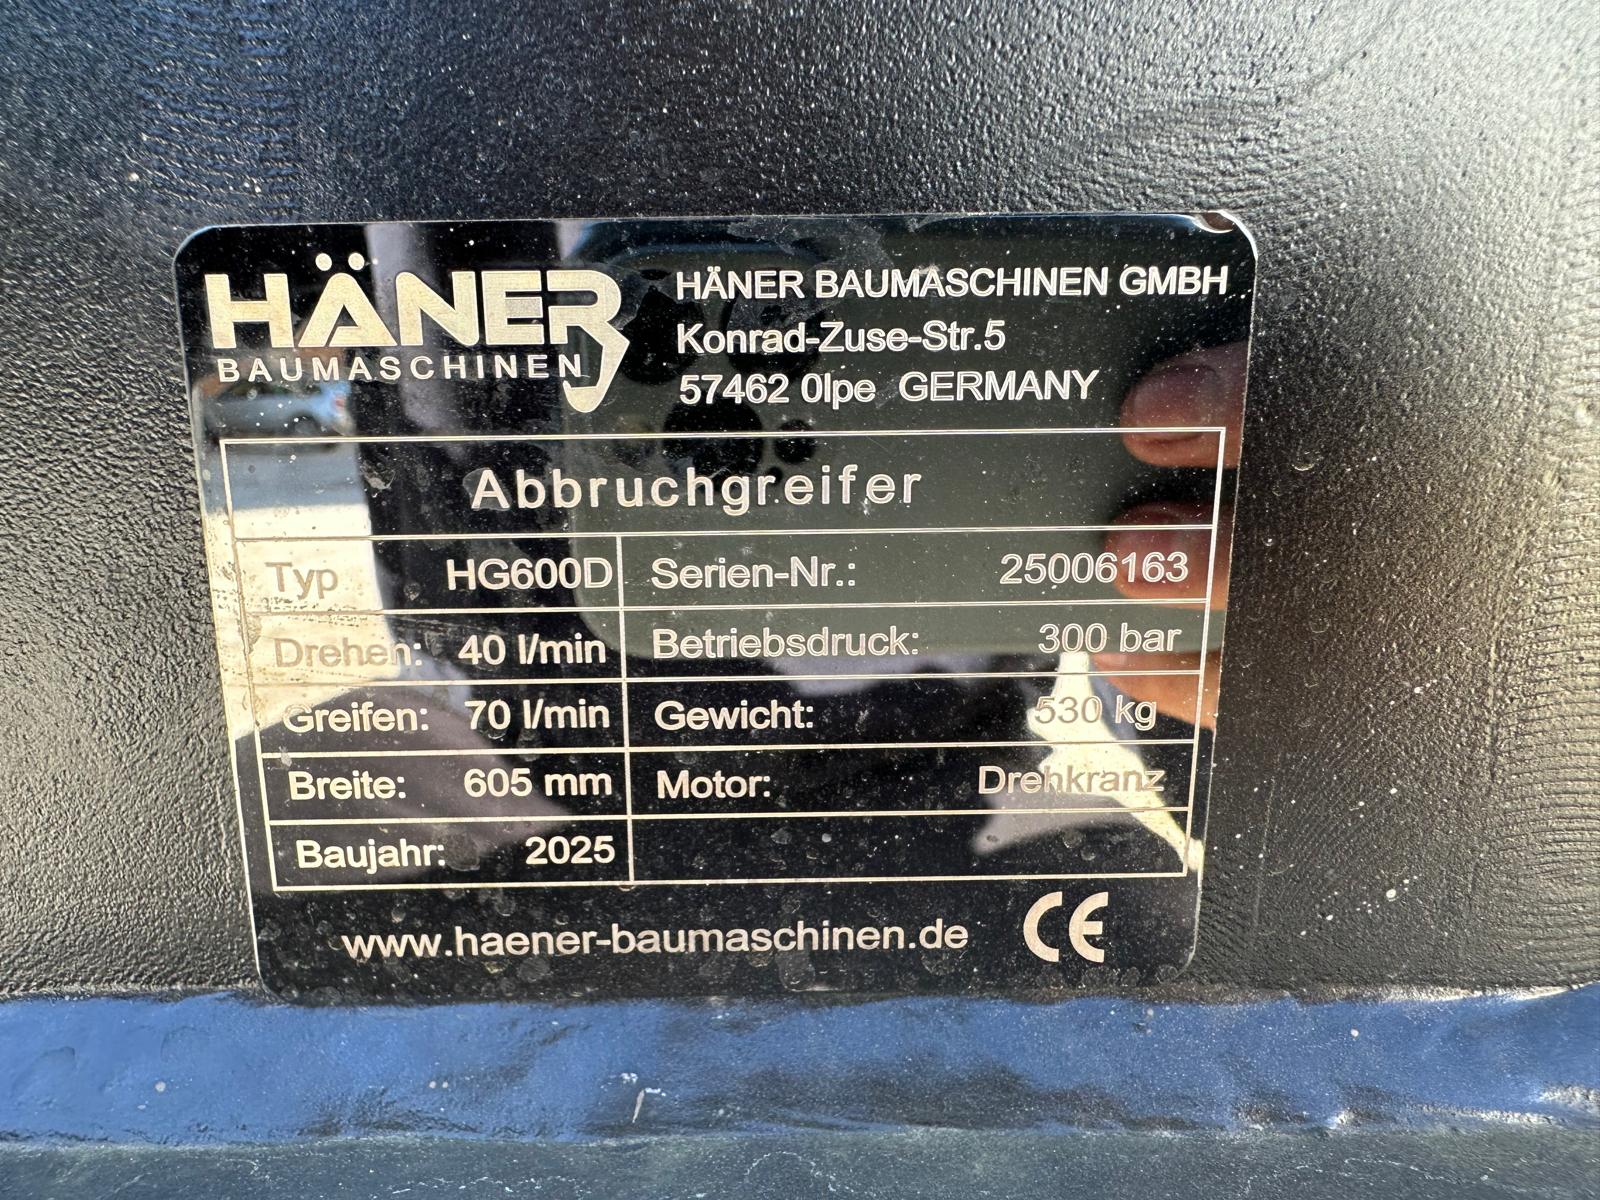 HÄNER
BAUMASCHINEN
HÄNER BAUMASCHINEN GMBH
Konrad-Zuse-Str.5
57462 Olpe GERMANY
Abbruchgreifer
Typ HG600D Serien-Nr.: 25006163
Drehen: 40 l/min Betriebsdruck: 300 bar
Greifen: 70 l/min Gewicht: 530 kg
Breite: 605 mm Motor: Drehkranz
Baujahr: 2025
www.haener-baumaschinen.de CE